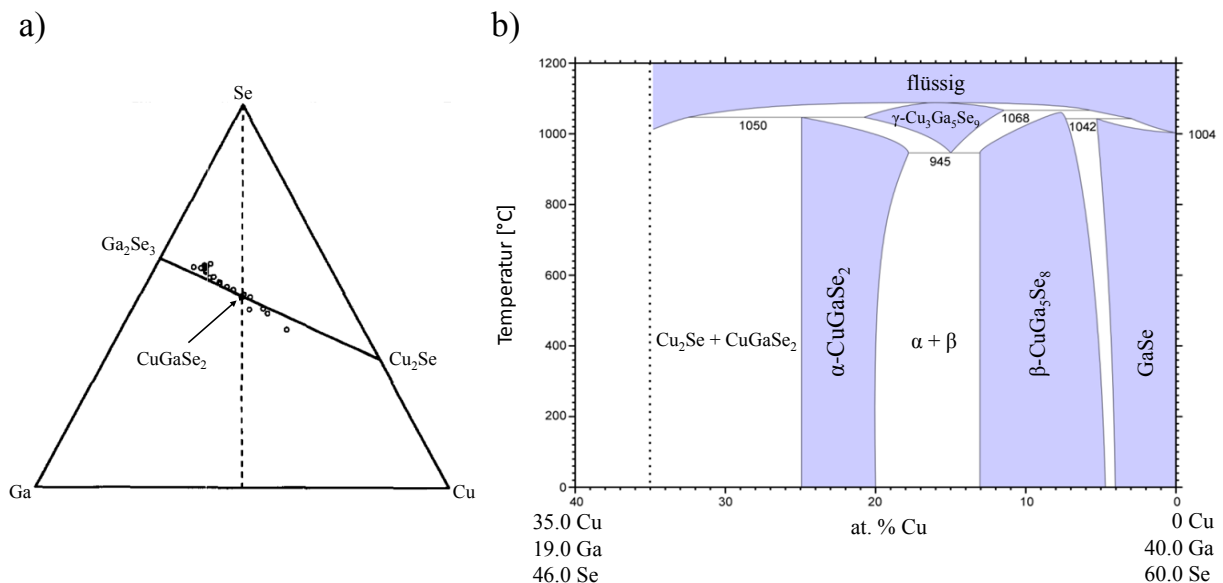 a)
Se
Ga₂Se₃
CuGaSe₂
Cu₂Se
Ga
Cu
b)
Temperatur [°C]
1200
1000
800
600
400
200
0
flüssig
γ-Cu₃Ga₅Se₉
1050
1068
1042
1004
945
Cu₂Se + CuGaSe₂
α-CuGaSe₂
α + β
β-CuGa₅Se₈
GaSe
40
30
20
10
0
at. % Cu
35.0 Cu
19.0 Ga
46.0 Se
0 Cu
40.0 Ga
60.0 Se